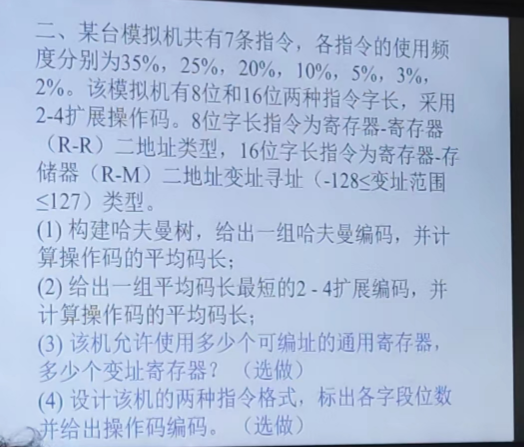 二、某台模拟机共有7条指令，各指令的使用频
度分别为35%，25%，20%，10%，5%，3%，
2%。该模拟机有8位和16位两种指令字长，采用
2-4扩展操作码。8位字长指令为寄存器-寄存器
（R-R）二地址类型，16位字长指令为寄存器-存
储器（R-M）二地址变址寻址（-128≤变址范围
≤127）类型。
(1) 构建哈夫曼树，给出一组哈夫曼编码，并计
算操作码的平均码长；
(2) 给出一组平均码长最短的2 - 4扩展编码，并
计算操作码的平均码长；
(3) 该机允许使用多少个可编址的通用寄存器，
多少个变址寄存器？（选做）
(4) 设计该机的两种指令格式，标出各字段位数
并给出操作码编码。（选做）